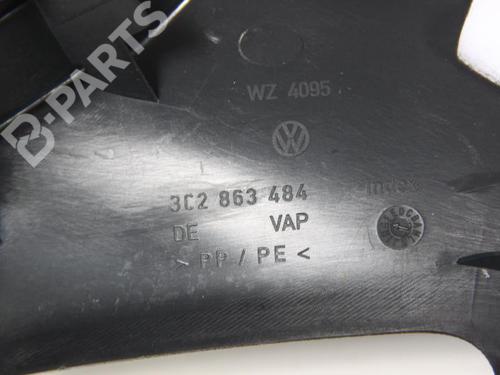 B-PARTS
WZ 4095
3C2 863 484
Index
DE VAP
> PP / PE <